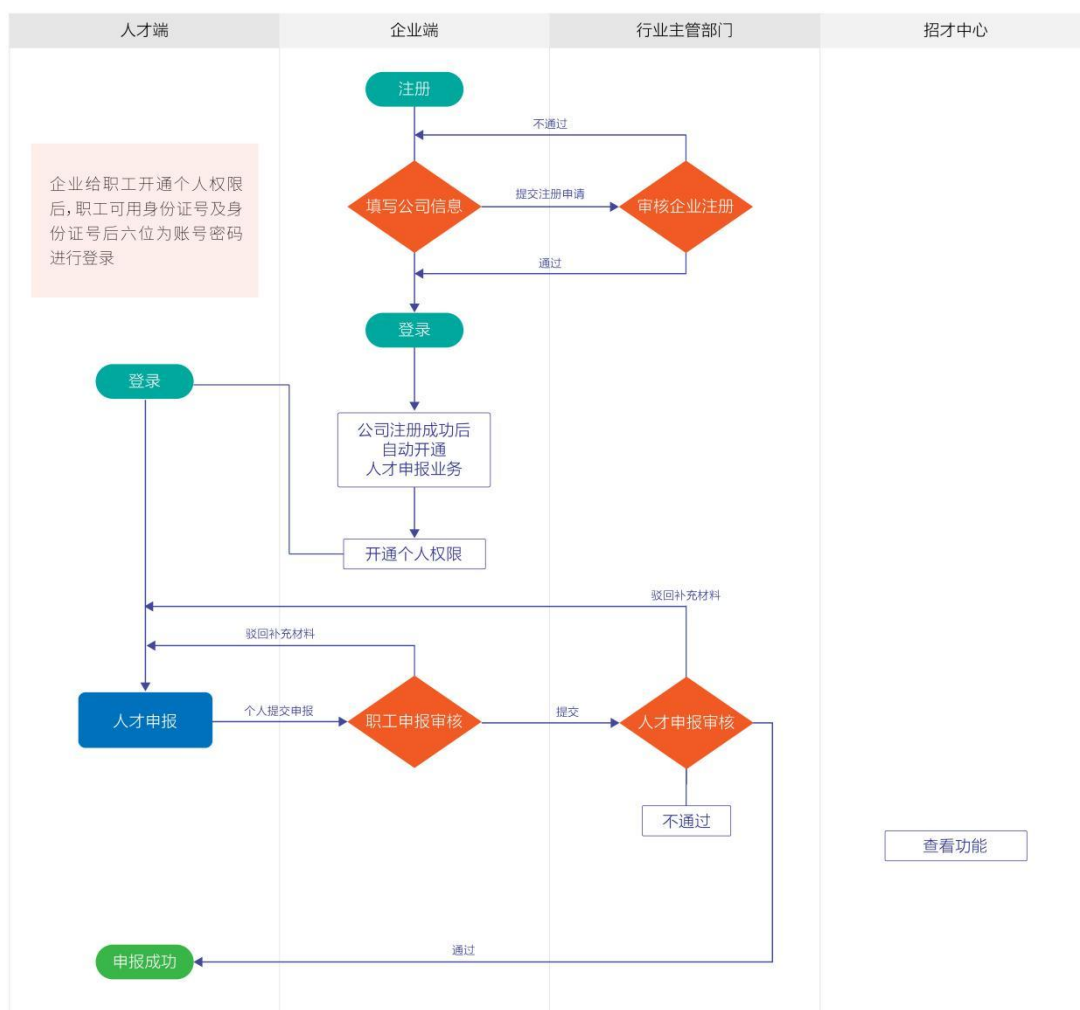 人才端
企业端
行业主管部门
招才中心
注册
不通过
企业给职工开通个人权限
后，职工可用身份证号及身
份证号后六位为账号密码
进行登录
填写公司信息
提交注册申请
审核企业注册
通过
登录
登录
公司注册成功后
自动开通
人才申报业务
开通个人权限
驳回补充材料
驳回补充材料
人才申报
个人提交申报
职工申报审核
提交
人才申报审核
不通过
查看功能
通过
申报成功